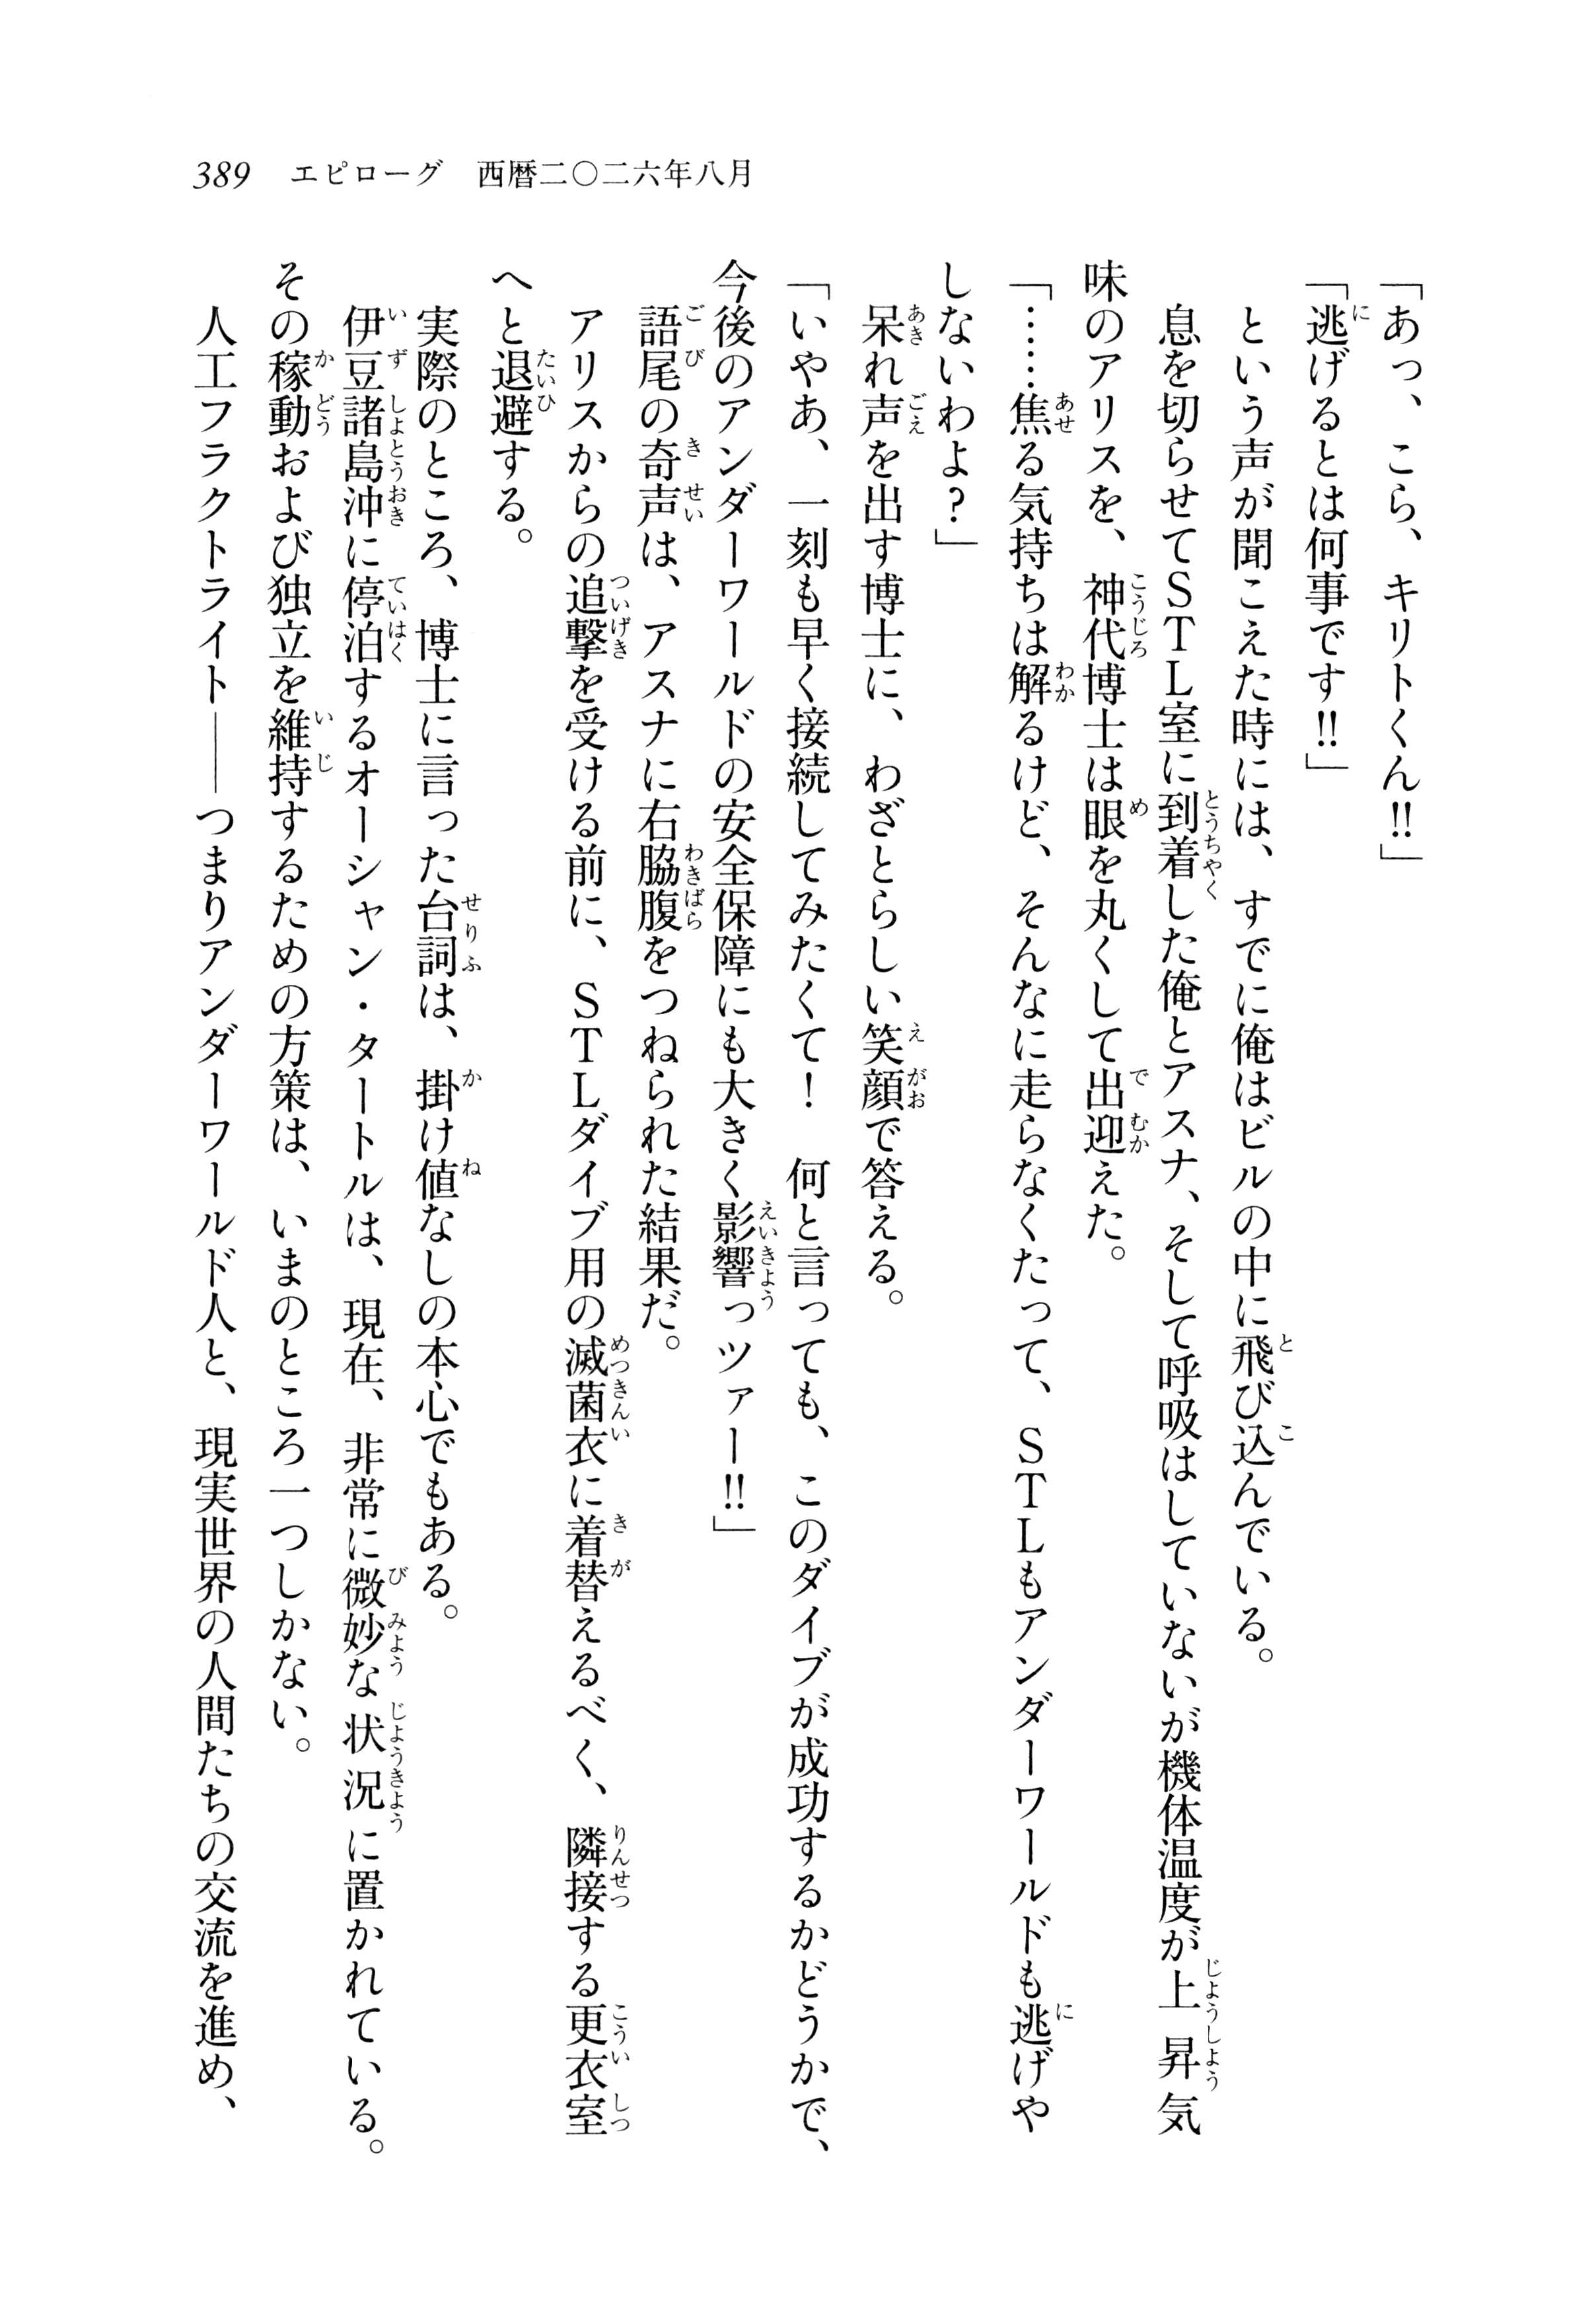 389 エピローグ 西暦二〇二六年八月
「あっ、こら、キリトくん!!」
「逃げるとは何事です!!」
という声が聞こえた時には、すでに俺はビルの中に飛び込んでいる。
息を切らせてSTL室に到着した俺とアスナ、そして呼吸はしていないが機体温度が上昇気
味のアリスを、神代博士は眼を丸くして出迎えた。
「……焦る気持ちは解るけど、そんなに走らなくたって、STLもアンダーワールドも逃げや
しないわよ?」
呆れ声を出す博士に、わざとらしい笑顔で答える。
「いやあ、一刻も早く接続してみたくて! 何と言っても、このダイブが成功するかどうかで、
今後のアンダーワールドの安全保障にも大きく影響っツァー!!」
語尾の奇声は、アスナに右脇腹をつねられた結果だ。
アリスからの追撃を受ける前に、STLダイブ用の滅菌衣に着替えるべく、隣接する更衣室
へと退避する。
実際のところ、博士に言った台詞は、掛け値なしの本心でもある。
伊豆諸島沖に停泊するオーシャン・タートルは、現在、非常に微妙な状況に置かれている。
その稼動および独立を維持するための方策は、いまのところ一つしかない。
人工フラクトライト――つまりアンダーワールド人と、現実世界の人間たちの交流を進め、